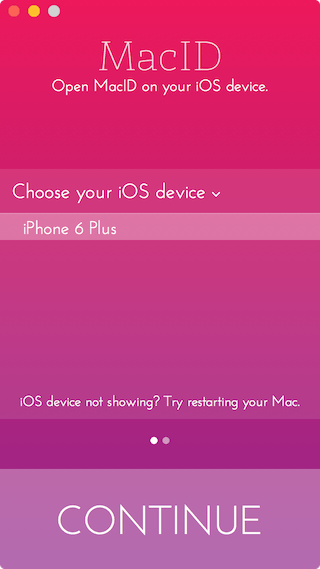 MacID
Open MacID on your iOS device.
Choose your iOS device
iPhone 6 Plus
iOS device not showing? Try restarting your Mac.
CONTINUE